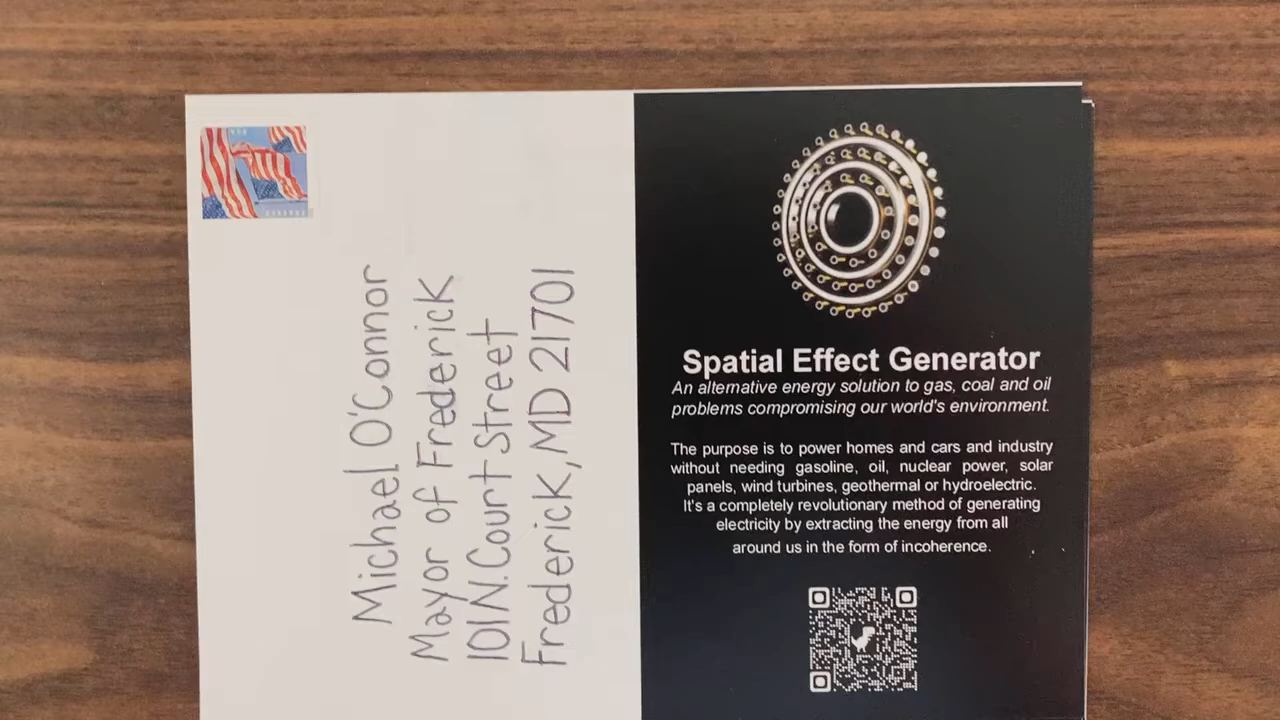 Michael O'Connor
Mayor of Frederick
101 N. Court Street
Frederick, MD 21701
Spatial Effect Generator
An alternative energy solution to gas, coal and oil
problems compromising our world's environment.
The purpose is to power homes and cars and industry
without needing gasoline, oil, nuclear power, solar
panels, wind turbines, geothermal or hydroelectric.
It's a completely revolutionary method of generating
electricity by extracting the energy from all
around us in the form of incoherence.